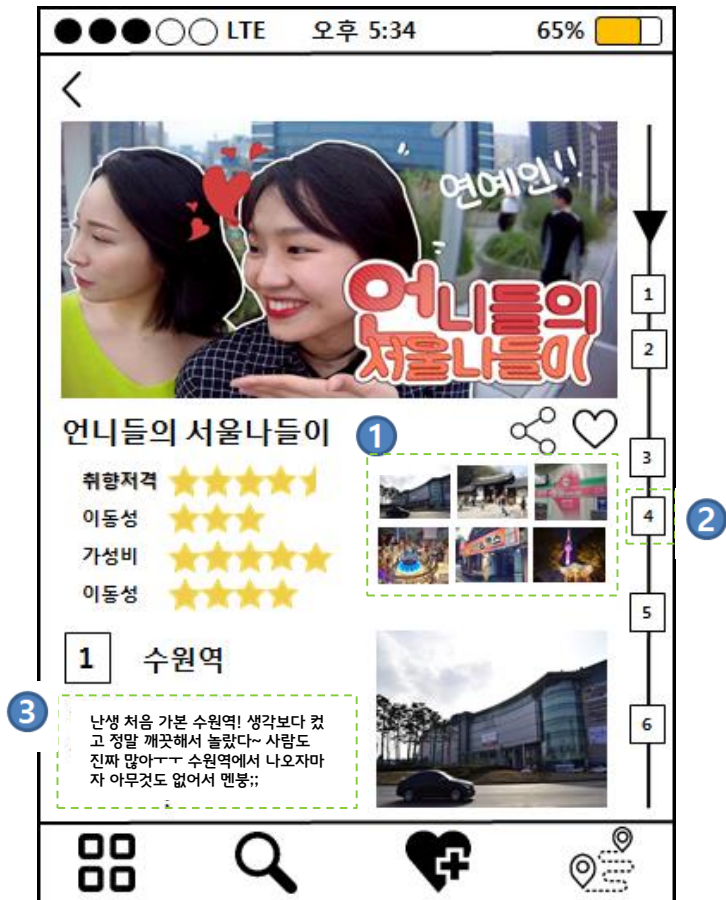 LTE 오후 5:34 65%
연예인!!
언니들의
서울나들이
언니들의 서울나들이
1
취향저격
이동성
가성비
이동성
1
2
3
4
2
5
6
1 수원역
3
난생 처음 가본 수원역! 생각보다 컸
고 정말 깨끗해서 놀랐다~ 사람도
진짜 많아ㅜㅜ 수원역에서 나오자마
자 아무것도 없어서 멘붕;;